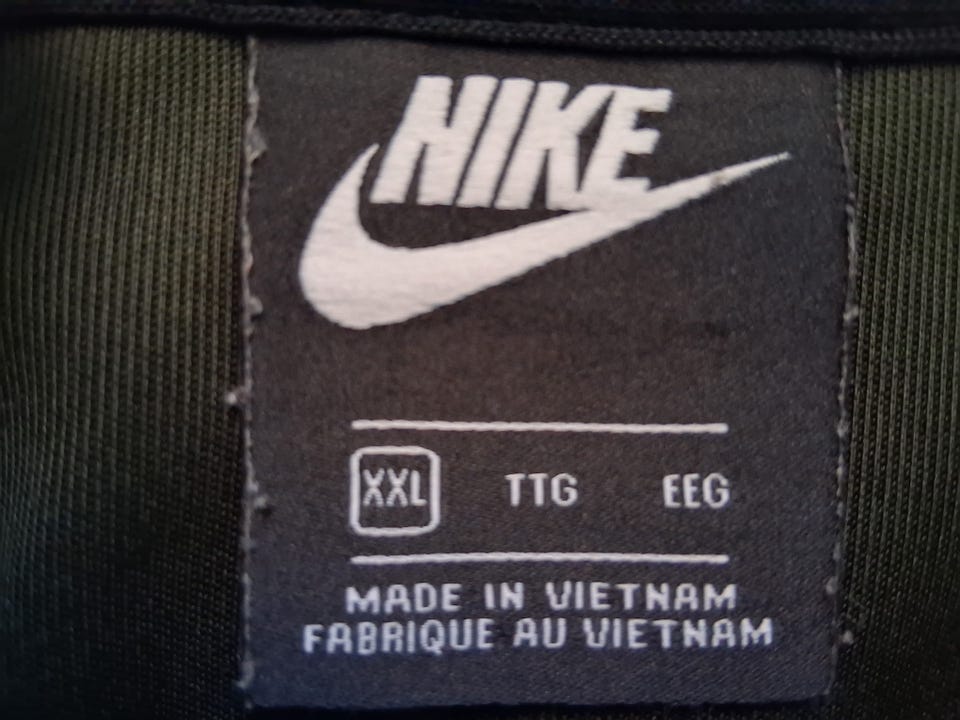 NIKE
XXL TTG EEG
MADE IN VIETNAM
FABRIQUE AU VIETNAM